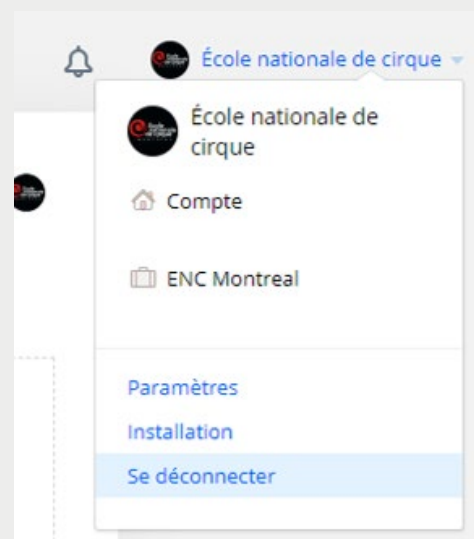 École nationale de cirque
École nationale de
cirque
Compte
ENC Montreal
Paramètres
Installation
Se déconnecter